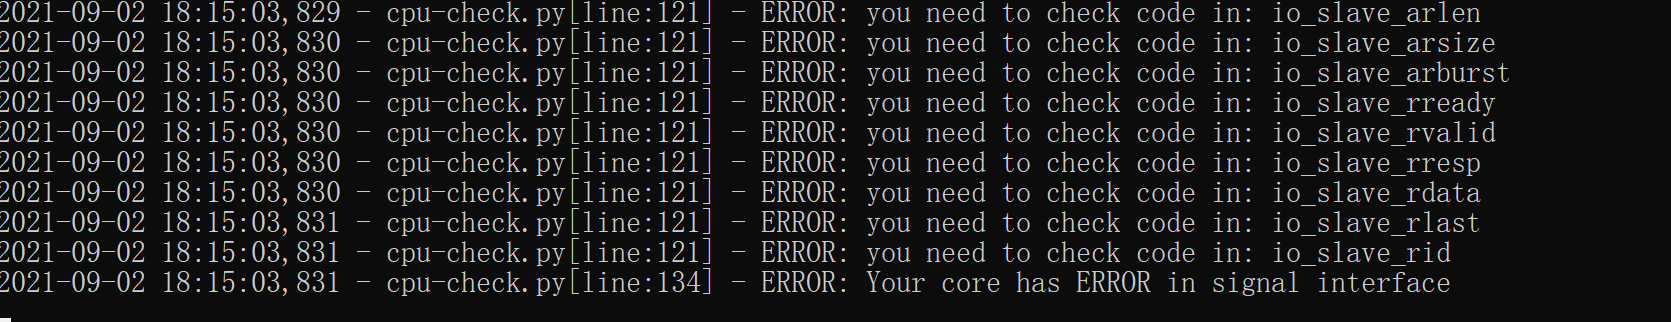 2021-09-02 18:15:03,829 - cpu-check.py[line:121] - ERROR: you need to check code in: io_slave_arlen
2021-09-02 18:15:03,830 - cpu-check.py[line:121] - ERROR: you need to check code in: io_slave_arsize
2021-09-02 18:15:03,830 - cpu-check.py[line:121] - ERROR: you need to check code in: io_slave_arburst
2021-09-02 18:15:03,830 - cpu-check.py[line:121] - ERROR: you need to check code in: io_slave_rready
2021-09-02 18:15:03,830 - cpu-check.py[line:121] - ERROR: you need to check code in: io_slave_rvalid
2021-09-02 18:15:03,830 - cpu-check.py[line:121] - ERROR: you need to check code in: io_slave_rresp
2021-09-02 18:15:03,830 - cpu-check.py[line:121] - ERROR: you need to check code in: io_slave_rdata
2021-09-02 18:15:03,831 - cpu-check.py[line:121] - ERROR: you need to check code in: io_slave_rlast
2021-09-02 18:15:03,831 - cpu-check.py[line:121] - ERROR: you need to check code in: io_slave_rid
2021-09-02 18:15:03,831 - cpu-check.py[line:134] - ERROR: Your core has ERROR in signal interface